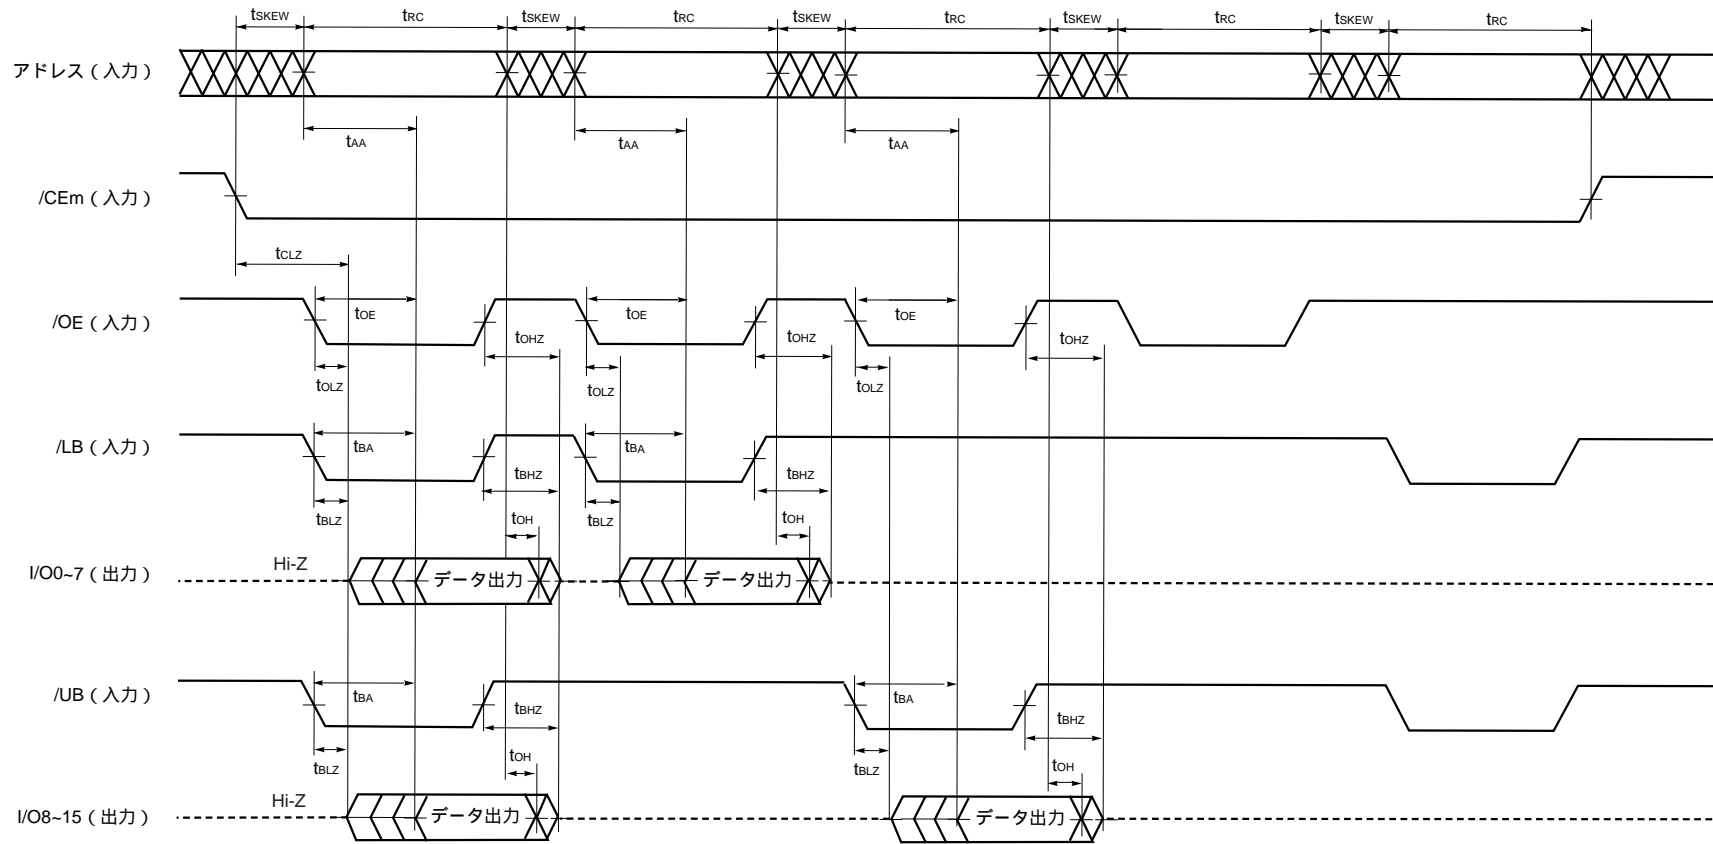 tSKEW tRC tSKEW tRC tSKEW tRC tSKEW tRC tSKEW tRC
アドレス（入力）
tAA tAA tAA
/CEm（入力）
tCLZ
tOE tOE tOE
/OE（入力）
tOHZ tOHZ tOHZ
tOLZ tOLZ tOLZ
/LB（入力）
tBA tBA
tBHZ tBHZ
tBLZ tOH tBLZ tOH
I/O0~7（出力）
Hi-Z データ出力 データ出力
/UB（入力）
tBA tBA
tBHZ tBHZ
tBLZ tOH tBLZ tOH
I/O8~15（出力）
Hi-Z データ出力 データ出力